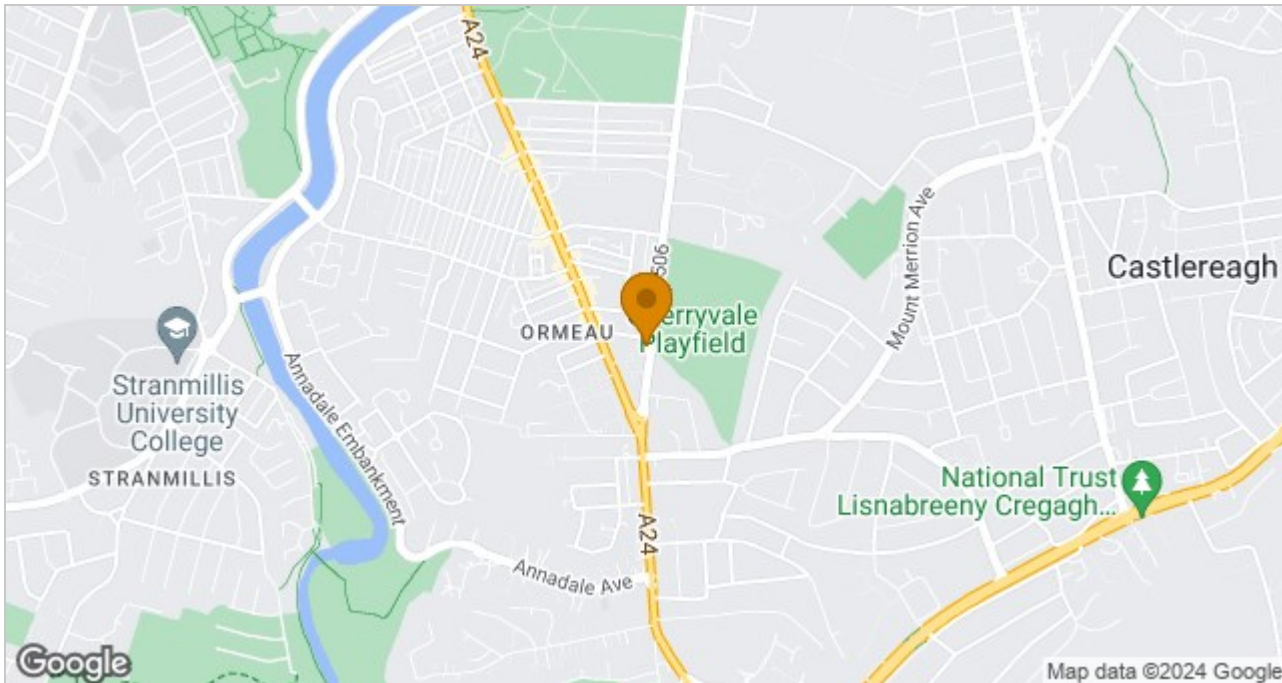 A24
B506
Mount Merrion Ave
Castlereagh
ORMEAU
Cherryvale
Playfield
Stranmillis
University
College
STRANMILLIS
Annadale Embankment
National Trust
Lisnabreeny Cregagh...
A24
Annadale Ave
Google
Map data ©2024 Google